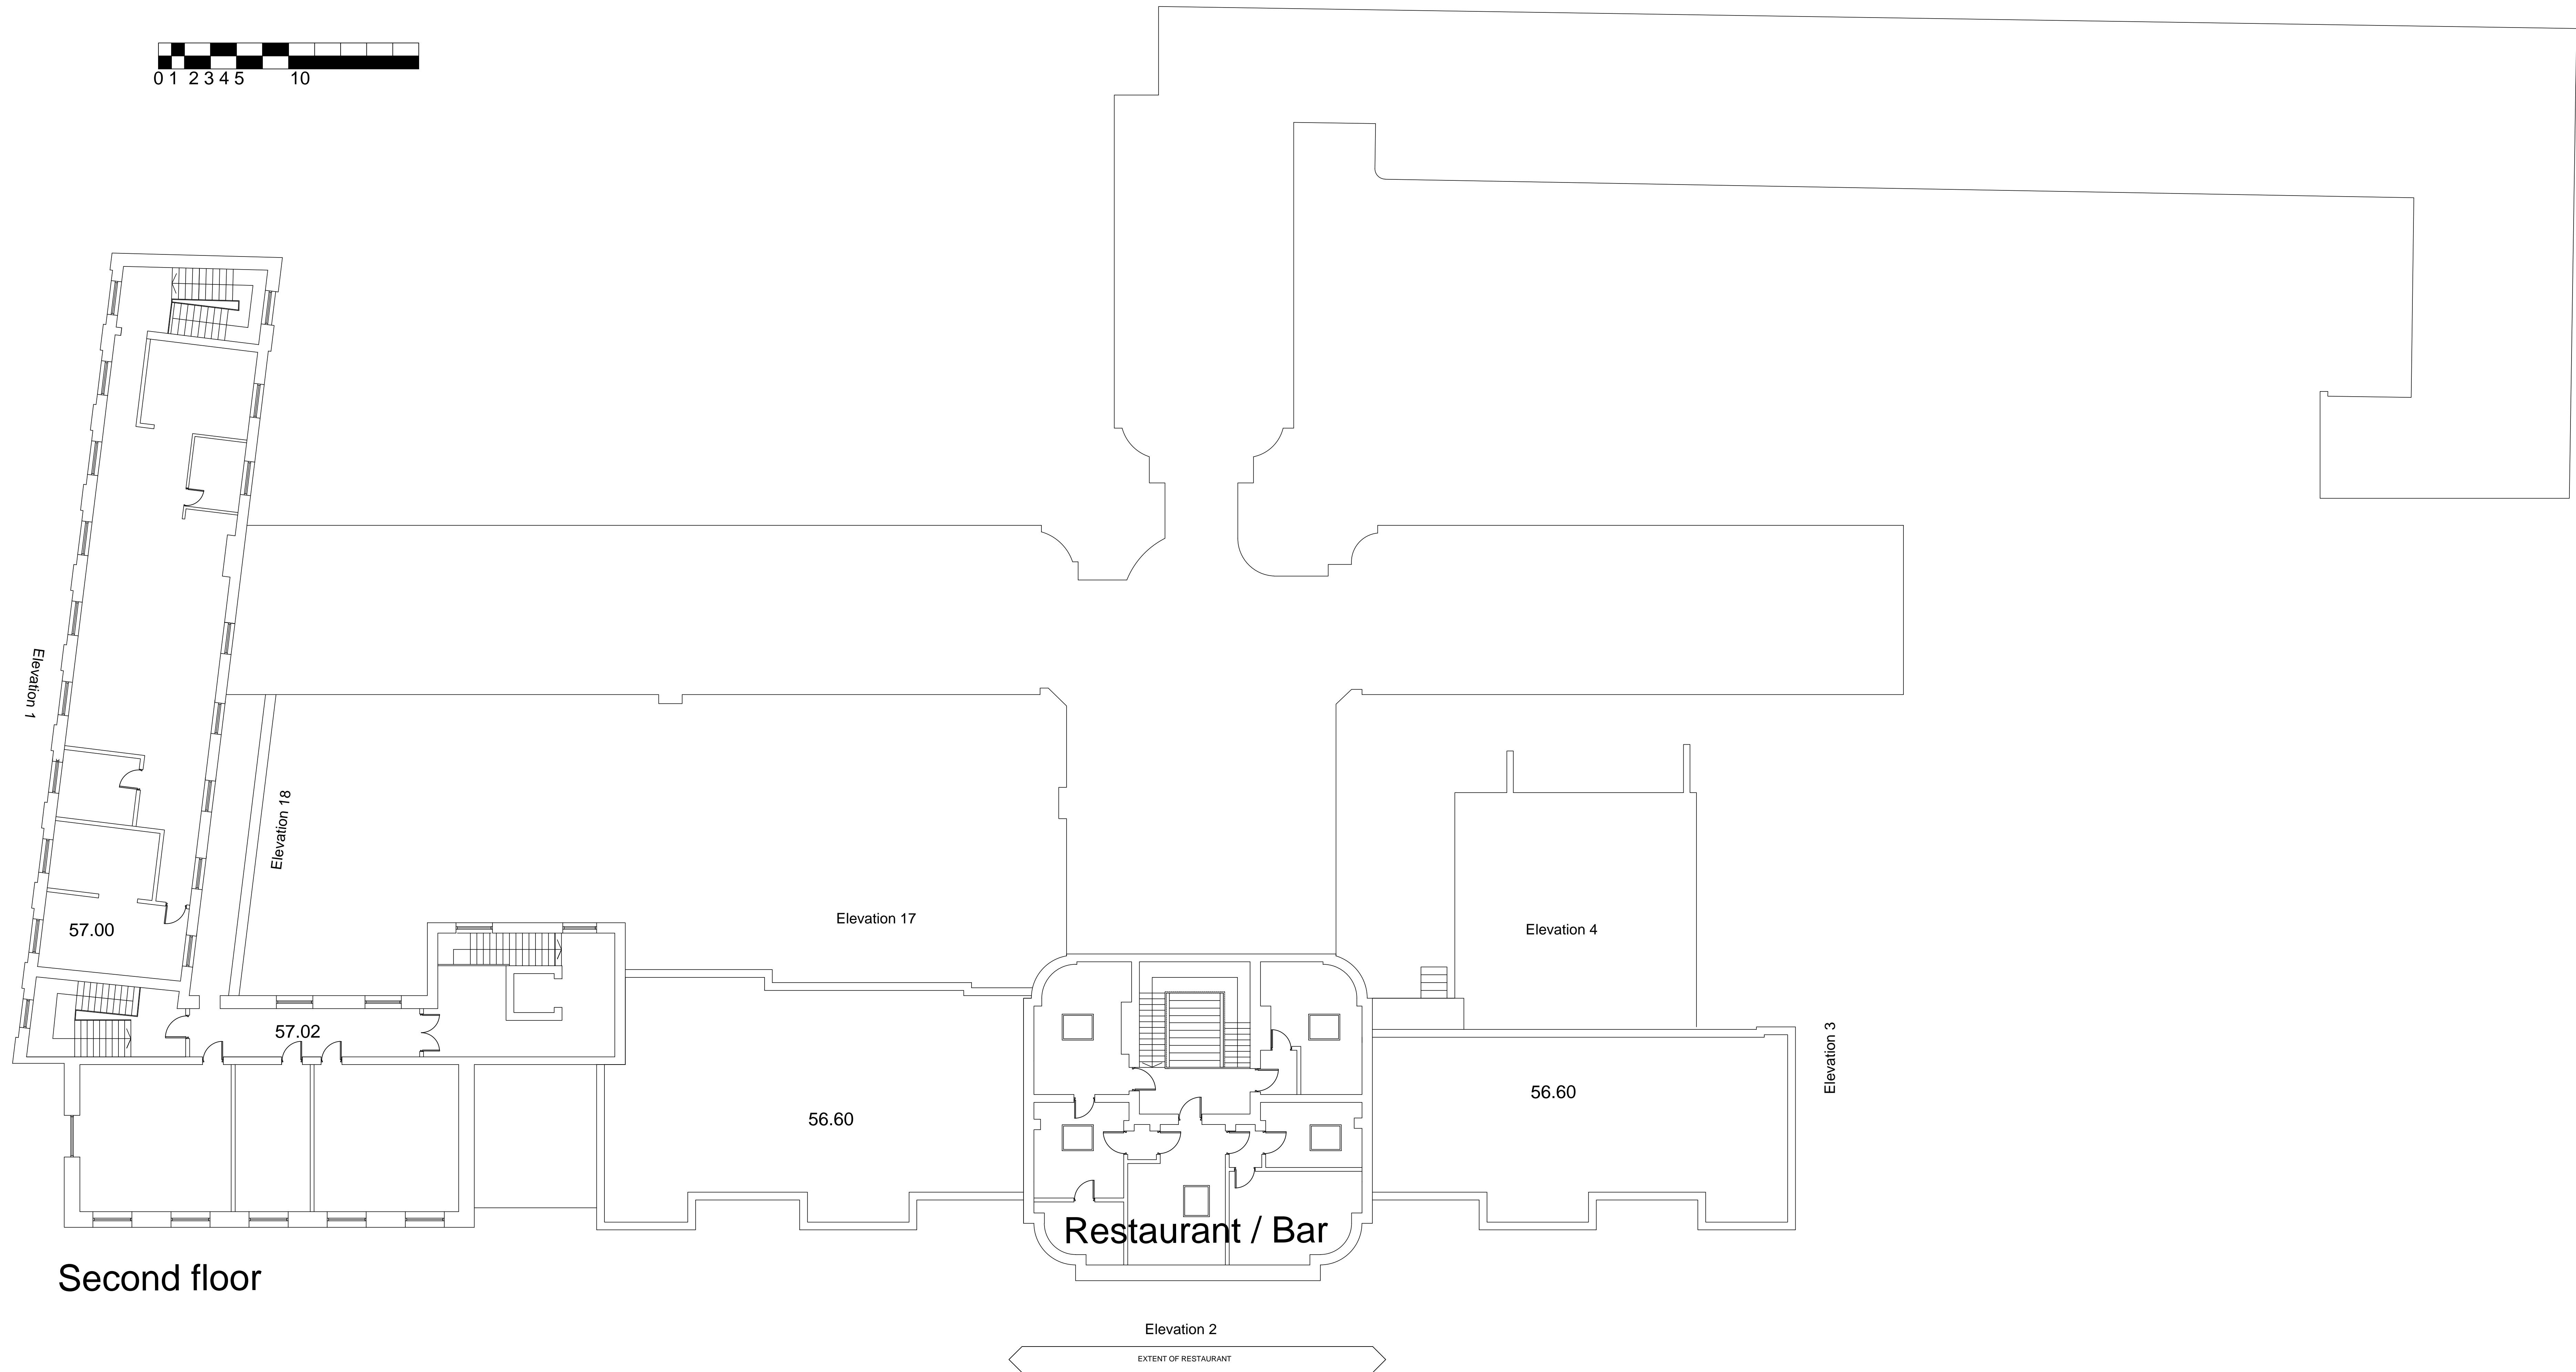 0 1 2 3 4 5 10
Elevation 1
Elevation 18
Elevation 17
Elevation 4
57.00
57.02
Elevation 3
56.60
56.60
Restaurant / Bar
Second floor
Elevation 2
EXTENT OF RESTAURANT